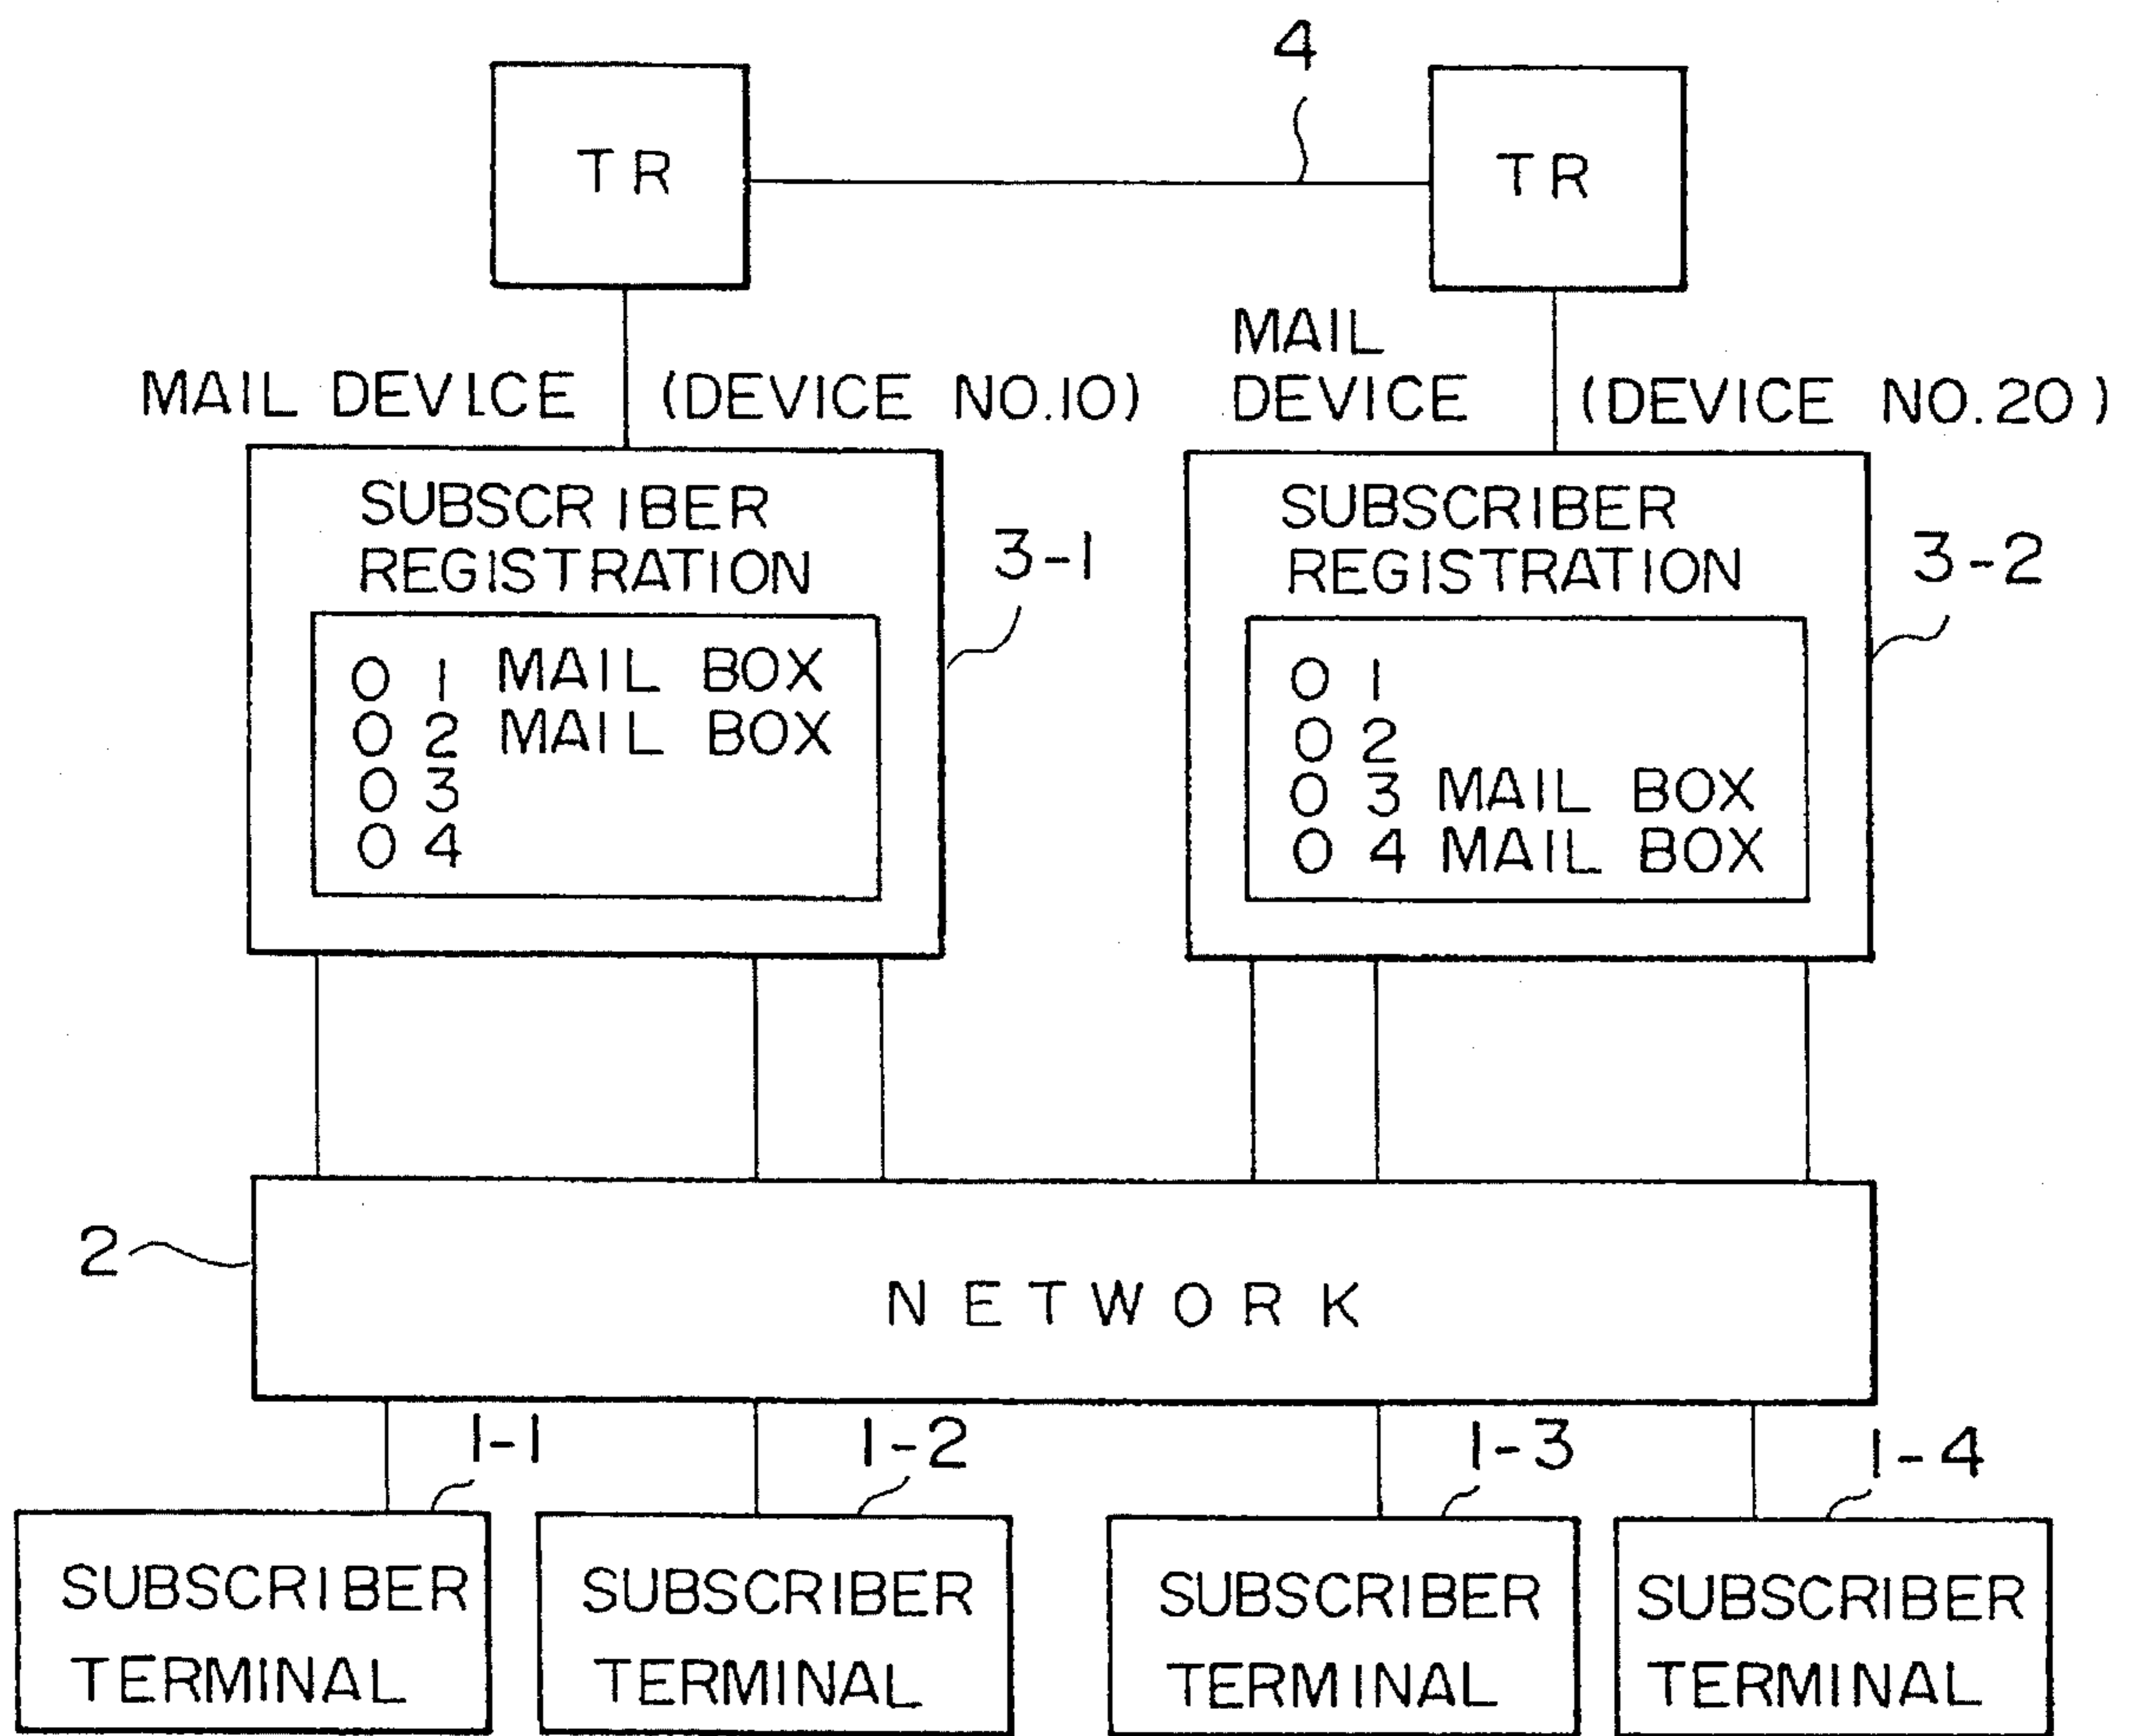 4
TR
TR
MAIL DEVICE (DEVICE NO.10)
MAIL
DEVICE (DEVICE NO.20)
SUBSCRIBER
REGISTRATION
3-1
01 MAIL BOX
02 MAIL BOX
03
04
SUBSCRIBER
REGISTRATION
3-2
01
02
03 MAIL BOX
04 MAIL BOX
2
NETWORK
1-1
1-2
1-3
1-4
SUBSCRIBER
TERMINAL
SUBSCRIBER
TERMINAL
SUBSCRIBER
TERMINAL
SUBSCRIBER
TERMINAL